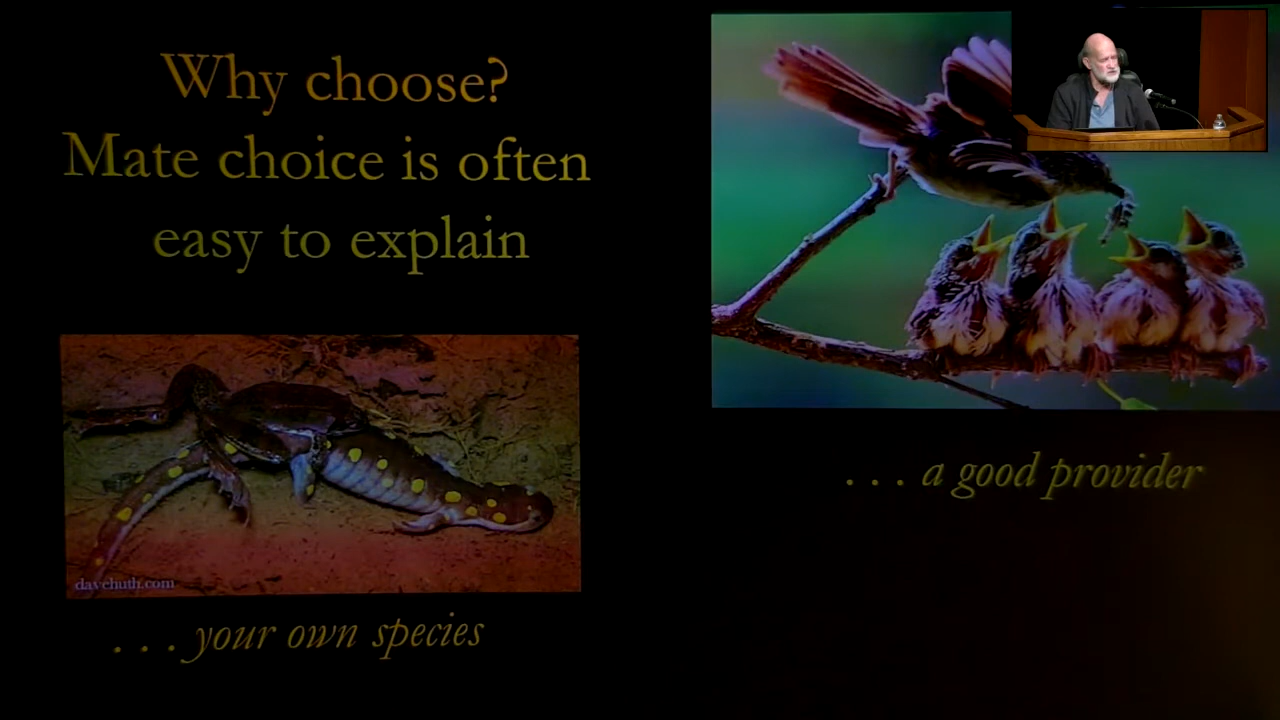 Why choose?
Mate choice is often
easy to explain
. . . a good provider
davehuth.com
. . . your own species